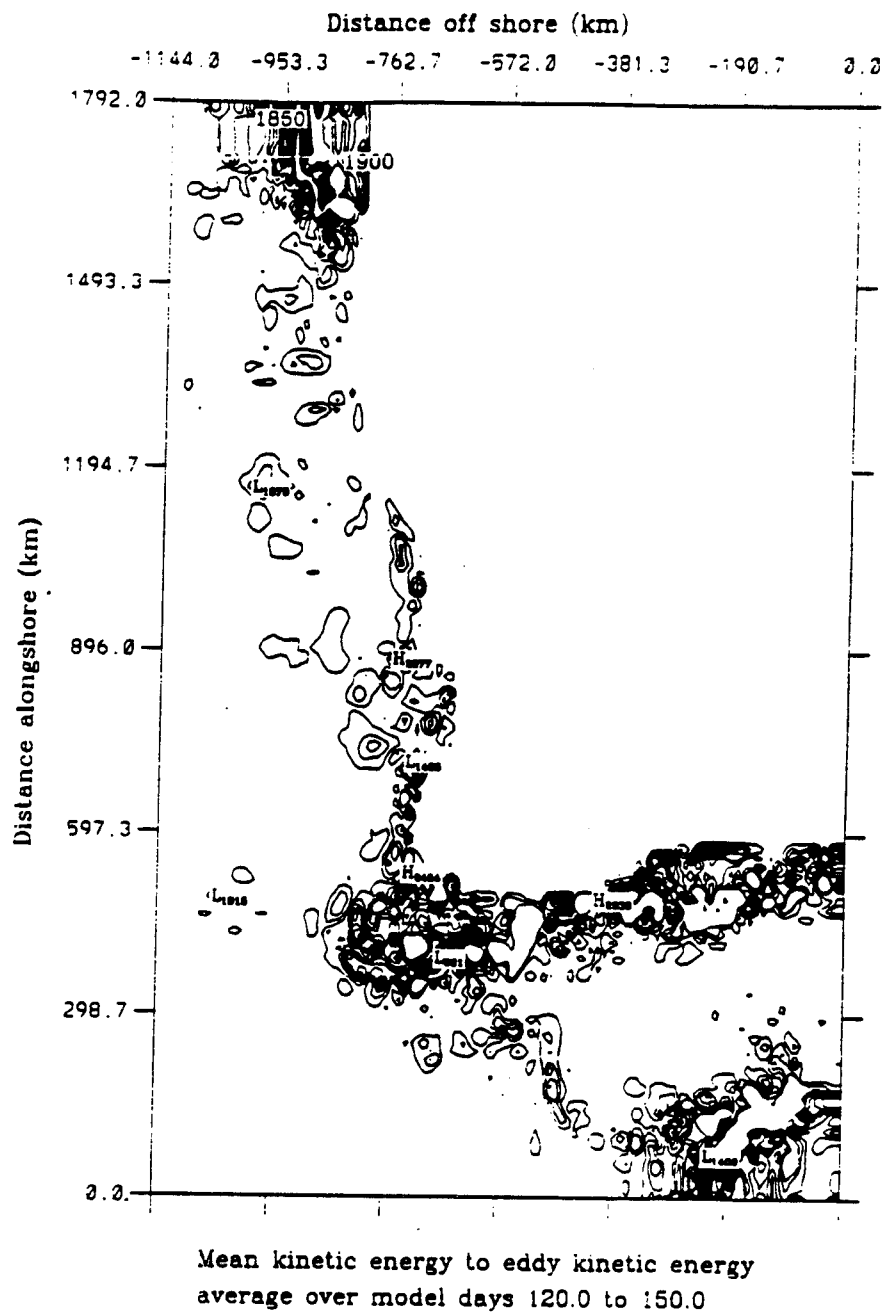 Distance off shore (km)
-1144.0 -953.3 -762.7 -572.0 -381.3 -190.7 0.0
1792.0
1850
1900
1493.3
1194.7
Distance alongshore (km)
896.0
597.3
298.7
0.0
Mean kinetic energy to eddy kinetic energy
average over model days 120.0 to 150.0